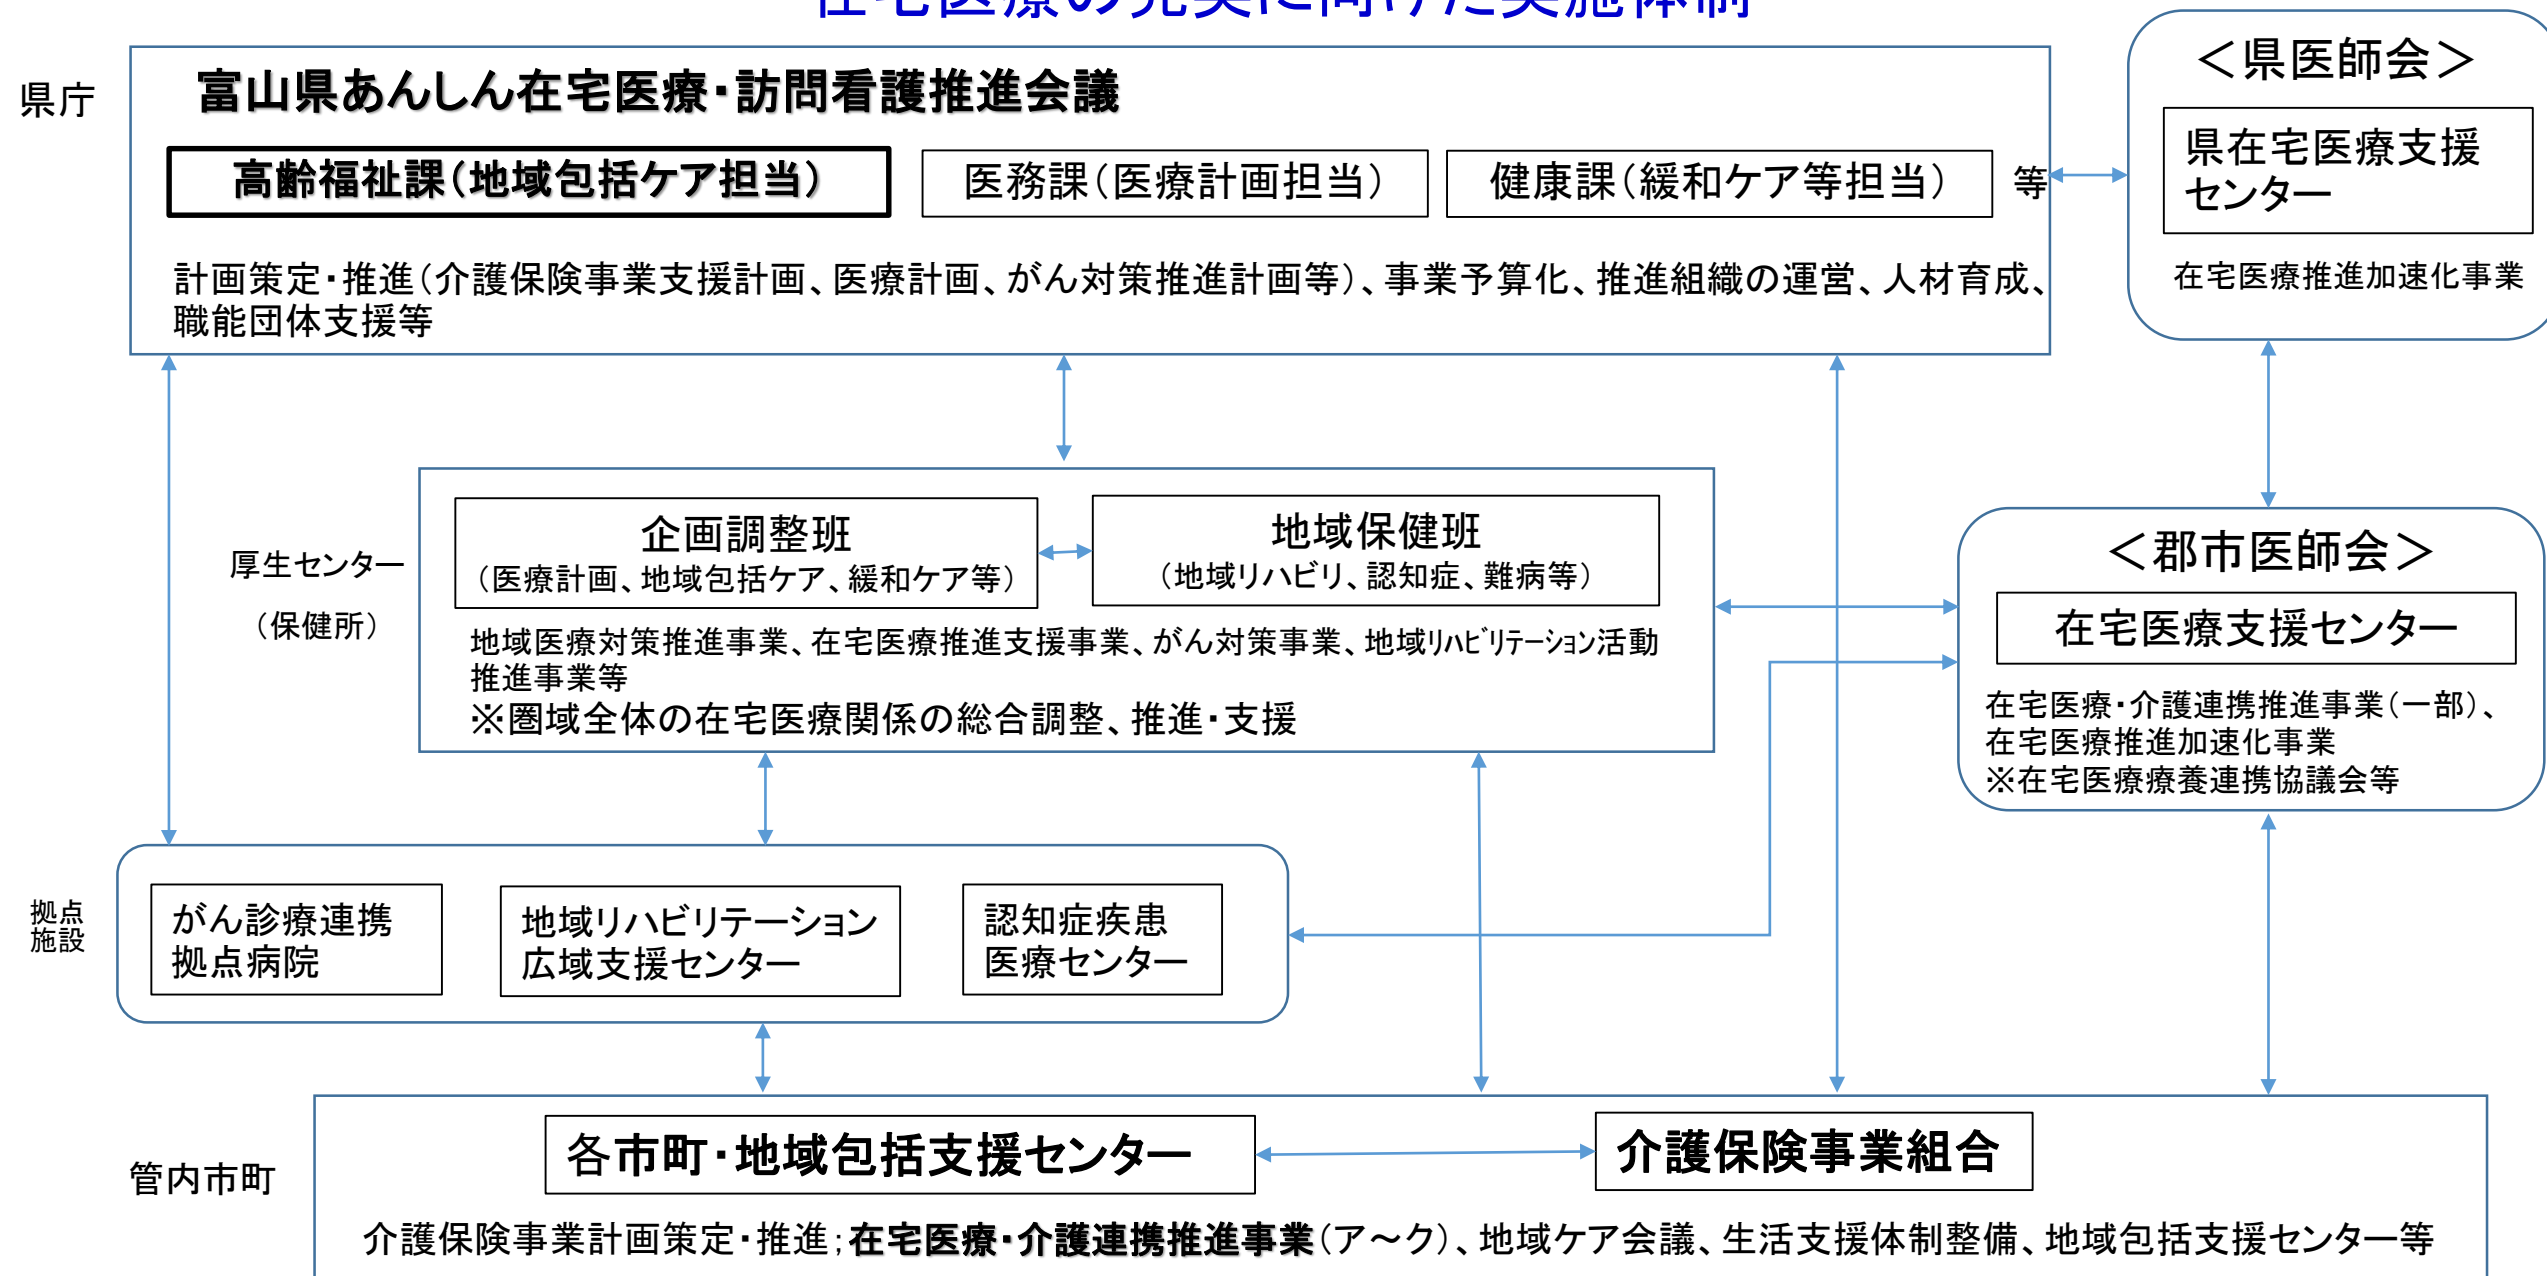 在宅医療の充実に向けた実施体制
県庁
富山県あんしん在宅医療・訪問看護推進会議
高齢福祉課（地域包括ケア担当）
医務課（医療計画担当）
健康課（緩和ケア等担当）
等
計画策定・推進（介護保険事業支援計画、医療計画、がん対策推進計画等）、事業予算化、推進組織の運営、人材育成、
職能団体支援等
＜県医師会＞
県在宅医療支援
センター
在宅医療推進加速化事業
厚生センター
（保健所）
企画調整班
（医療計画、地域包括ケア、緩和ケア等）
地域保健班
（地域リハビリ、認知症、難病等）
地域医療対策推進事業、在宅医療推進支援事業、がん対策事業、地域ﾘﾊﾋﾞﾘﾃｰｼｮﾝ活動
推進事業等
※圏域全体の在宅医療関係の総合調整、推進・支援
＜郡市医師会＞
在宅医療支援センター
在宅医療・介護連携推進事業（一部）、
在宅医療推進加速化事業
※在宅医療療養連携協議会等
拠点
施設
がん診療連携
拠点病院
地域リハビリテーション
広域支援センター
認知症疾患
医療センター
管内市町
各市町・地域包括支援センター
介護保険事業組合
介護保険事業計画策定・推進；在宅医療・介護連携推進事業（ア～ク）、地域ケア会議、生活支援体制整備、地域包括支援センター等